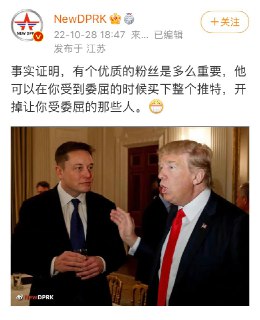 NewDPRK
22-10-28 18:47 来... 已编辑
发布于 江苏
+关注
事实证明，有个优质的粉丝是多么重要，他
可以在你受到委屈的时候买下整个推特，开
掉让你受委屈的那些人。
@NewDPRK